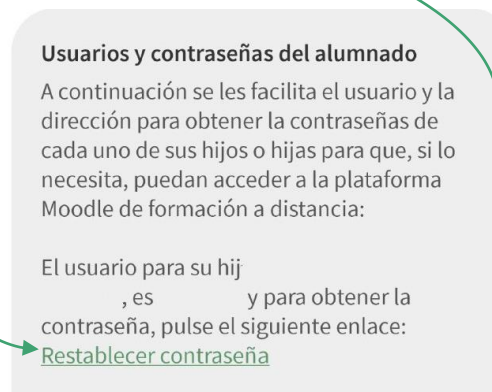 Usuarios y contraseñas del alumnado
A continuación se les facilita el usuario y la
dirección para obtener la contraseñas de
cada uno de sus hijos o hijas para que, si lo
necesita, puedan acceder a la plataforma
Moodle de formación a distancia:
El usuario para su hij
, es y para obtener la
contraseña, pulse el siguiente enlace:
Restablecer contraseña